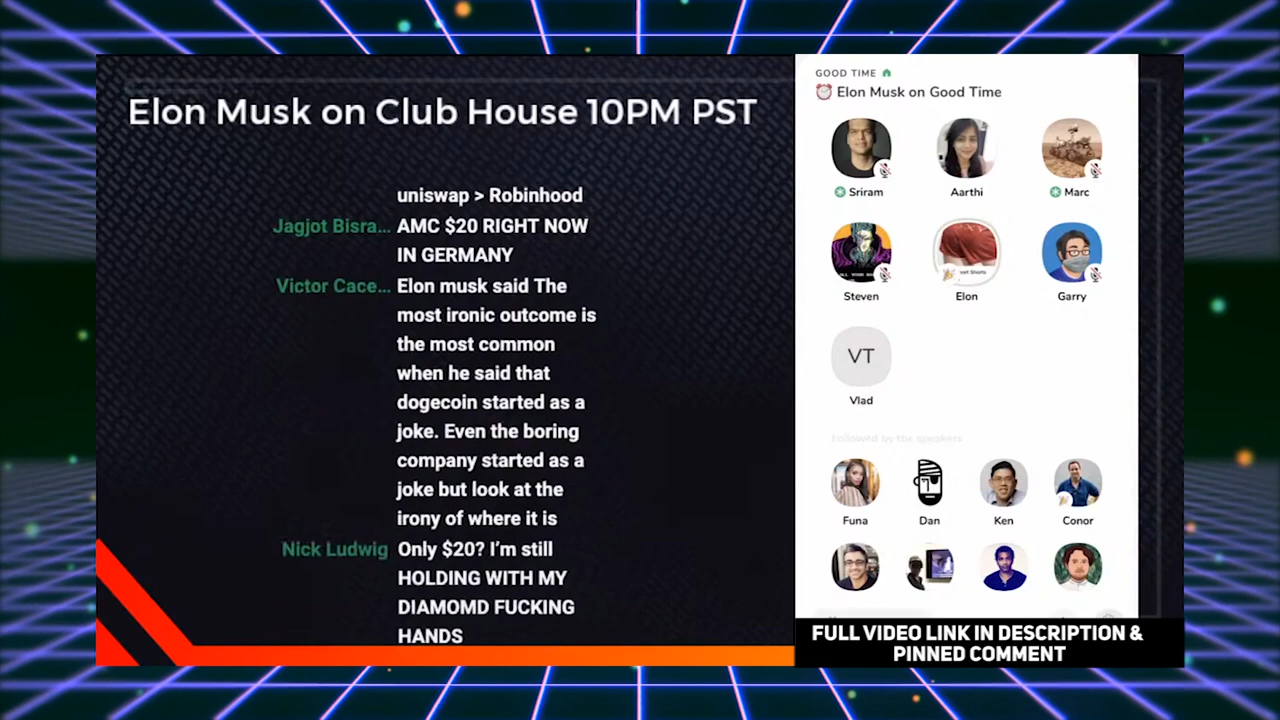 Elon Musk on Club House 10PM PST
uniswap > Robinhood
Jagjot Bisra... AMC $20 RIGHT NOW
IN GERMANY
Victor Cace... Elon musk said The
most ironic outcome is
the most common
when he said that
dogecoin started as a
joke. Even the boring
company started as a
joke but look at the
irony of where it is
Nick Ludwig Only $20? I'm still
HOLDING WITH MY
DIAMOMD FUCKING
HANDS
GOOD TIME
Elon Musk on Good Time
Sriram Aarthi Marc
Steven Elon Garry
VT
Vlad
Followed by the speakers
Funa Dan Ken Conor
FULL VIDEO LINK IN DESCRIPTION &
PINNED COMMENT